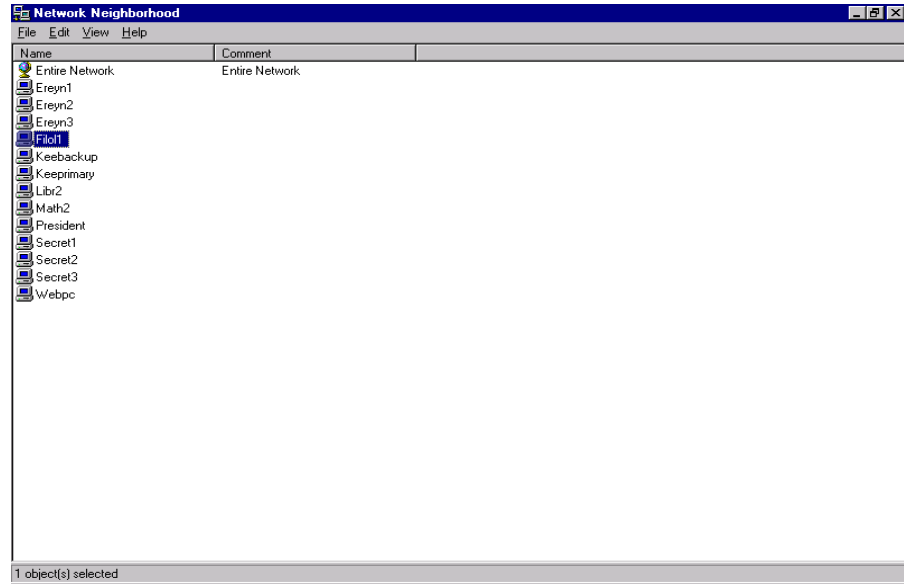 Network Neighborhood
File Edit View Help
Name Comment
Entire Network Entire Network
Ereyn1
Ereyn2
Ereyn3
Filol1
Keebackup
Keeprimary
Libr2
Math2
President
Secret1
Secret2
Secret3
Webpc
1 object(s) selected